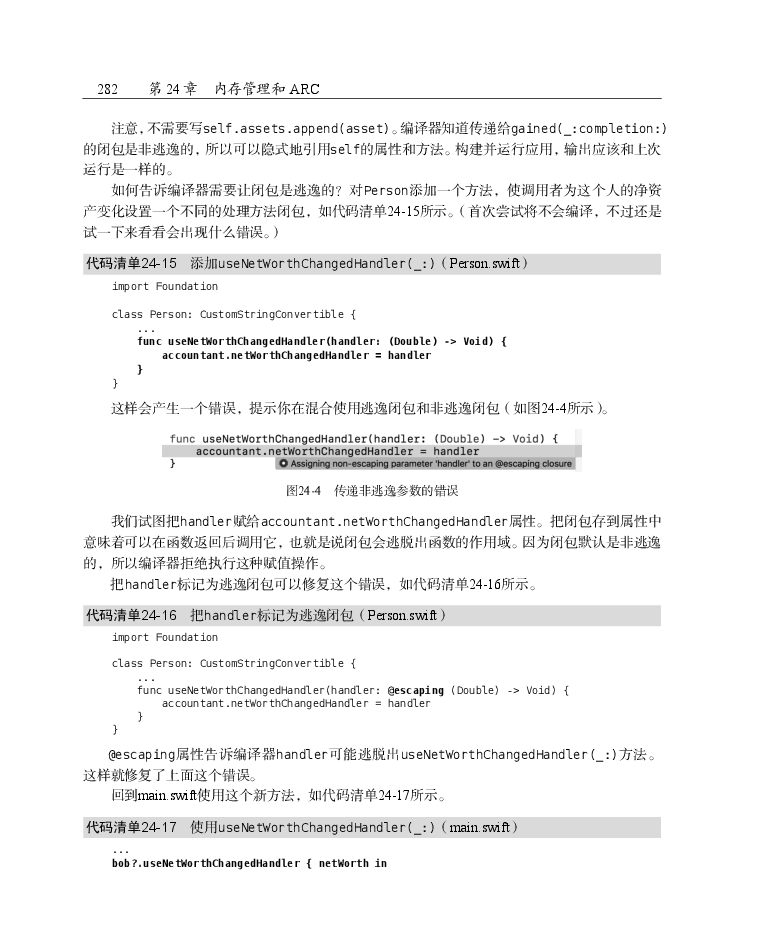 282 第 24 章 内存管理和 ARC
注意，不需要写self.assets.append(asset)。编译器知道传递给gained(_:completion:)
的闭包是非逃逸的，所以可以隐式地引用self的属性和方法。构建并运行应用，输出应该和上次
运行是一样的。
如何告诉编译器需要让闭包是逃逸的？对Person添加一个方法，使调用者为这个人的净资
产变化设置一个不同的处理方法闭包，如代码清单24-15所示。（首次尝试将不会编译，不过还是
试一下来看看会出现什么错误。）
代码清单24-15 添加useNetWorthChangedHandler(_:)（Person.swift）
import Foundation
class Person: CustomStringConvertible {
...
func useNetWorthChangedHandler(handler: (Double) -> Void) {
accountant.netWorthChangedHandler = handler
}
}
这样会产生一个错误，提示你在混合使用逃逸闭包和非逃逸闭包（如图24-4所示）。
func useNetWorthChangedHandler(handler: (Double) -> Void) {
accountant.netWorthChangedHandler = handler
} Assigning non-escaping parameter 'handler' to an @escaping closure
图24-4 传递非逃逸参数的错误
我们试图把handler赋给accountant.netWorthChangedHandler属性。把闭包存到属性中
意味着可以在函数返回后调用它，也就是说闭包会逃脱出函数的作用域。因为闭包默认是非逃逸
的，所以编译器拒绝执行这种赋值操作。
把handler标记为逃逸闭包可以修复这个错误，如代码清单24-16所示。
代码清单24-16 把handler标记为逃逸闭包（Person.swift）
import Foundation
class Person: CustomStringConvertible {
...
func useNetWorthChangedHandler(handler: @escaping (Double) -> Void) {
accountant.netWorthChangedHandler = handler
}
}
@escaping属性告诉编译器handler可能逃脱出useNetWorthChangedHandler(_:)方法。
这样就修复了上面这个错误。
回到main.swift使用这个新方法，如代码清单24-17所示。
代码清单24-17 使用useNetWorthChangedHandler(_:)（main.swift）
...
bob?.useNetWorthChangedHandler { netWorth in